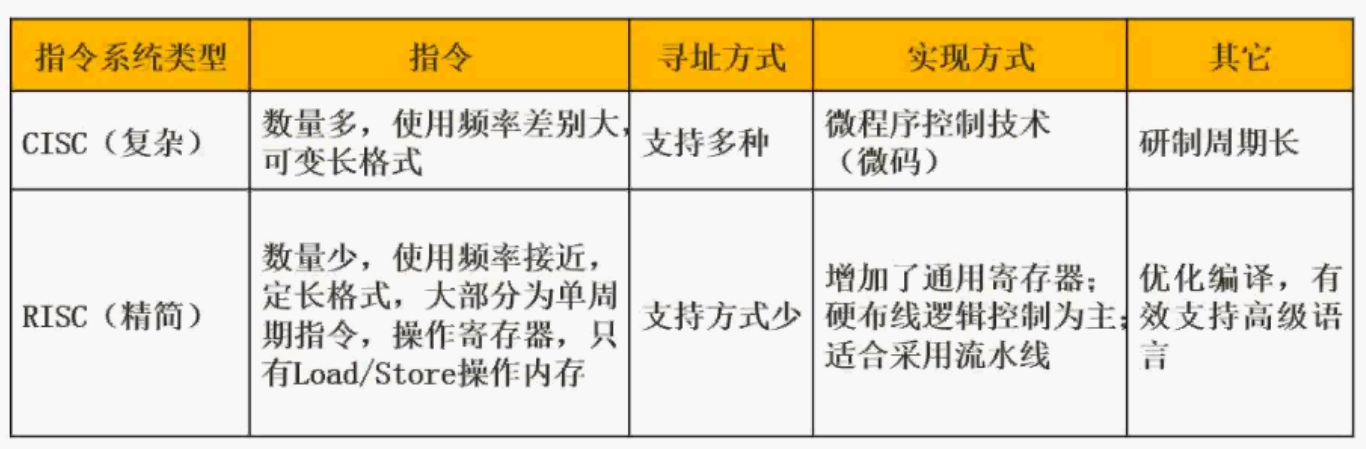 指令系统类型
指令
寻址方式
实现方式
其它
CISC（复杂）
数量多，使用频率差别大，
可变长格式
支持多种
微程序控制技术
（微码）
研制周期长
RISC（精简）
数量少，使用频率接近，
定长格式，大部分为单周
期指令，操作寄存器，只
有Load/Store操作内存
支持方式少
增加了通用寄存器；
硬布线逻辑控制为主；
适合采用流水线
优化编译，有
效支持高级语
言